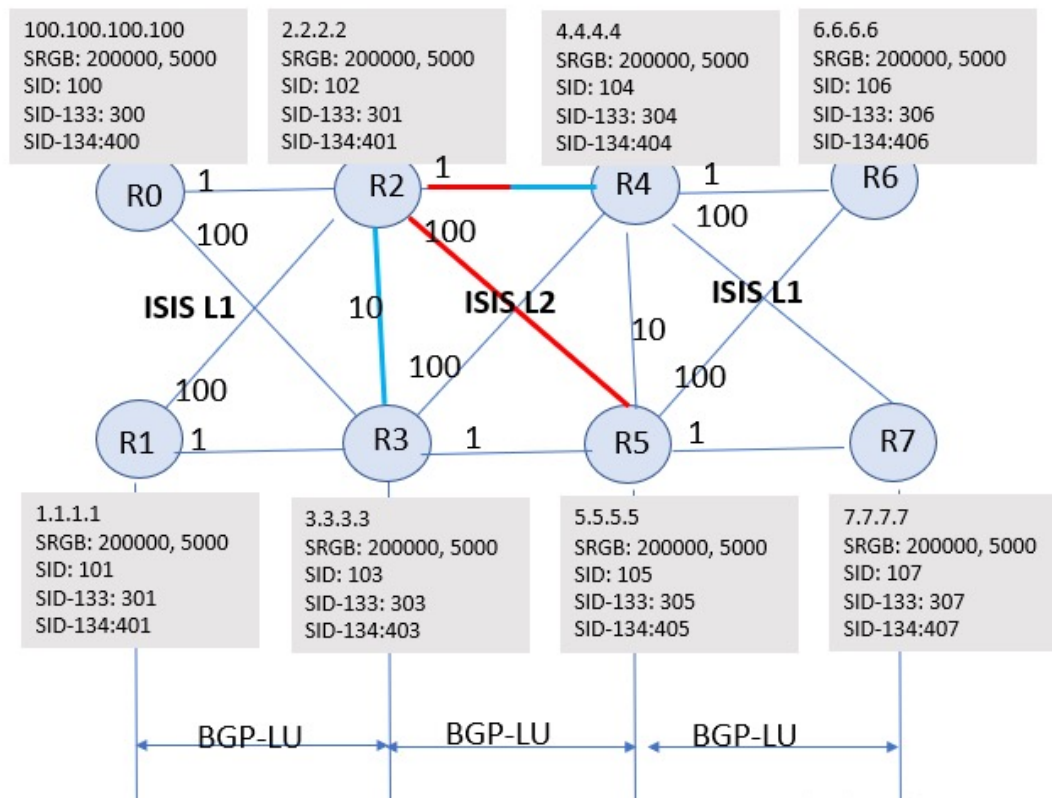 100.100.100.100
SRGB: 200000, 5000
SID: 100
SID-133: 300
SID-134:400
2.2.2.2
SRGB: 200000, 5000
SID: 102
SID-133: 301
SID-134:401
4.4.4.4
SRGB: 200000, 5000
SID: 104
SID-133: 304
SID-134:404
6.6.6.6
SRGB: 200000, 5000
SID: 106
SID-133: 306
SID-134:406
R0
1
R2
1
R4
1
R6
100
100
100
ISIS L1
10
ISIS L2
10
ISIS L1
100
100
100
R1
1
R3
1
R5
1
R7
1.1.1.1
SRGB: 200000, 5000
SID: 101
SID-133: 301
SID-134:401
3.3.3.3
SRGB: 200000, 5000
SID: 103
SID-133: 303
SID-134:403
5.5.5.5
SRGB: 200000, 5000
SID: 105
SID-133: 305
SID-134:405
7.7.7.7
SRGB: 200000, 5000
SID: 107
SID-133: 307
SID-134:407
BGP-LU
BGP-LU
BGP-LU